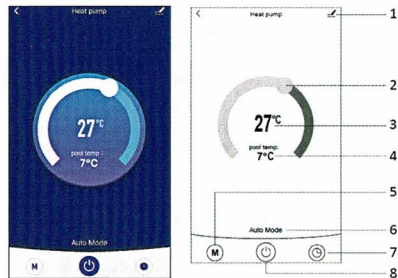 Heat pump
27°C
pool temp :
7°C
Auto Mode
M
Heat pump
1
2
27°C
3
pool temp:
7°C
4
5
Auto Mode
6
M
7
8